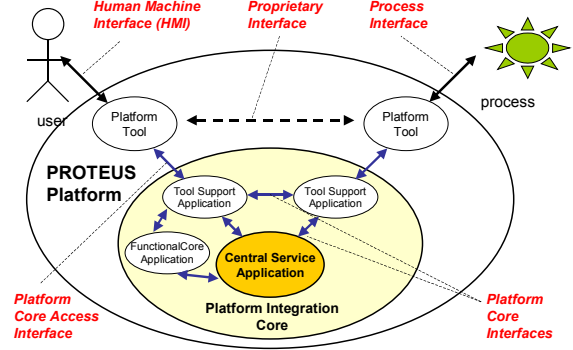 Human Machine
Interface (HMI)
Proprietary
Interface
Process
Interface
user
process
Platform
Tool
Platform
Tool
PROTEUS
Platform
Tool Support
Application
Tool Support
Application
FunctionalCore
Application
Central Service
Application
Platform Integration
Core
Platform
Core Access
Interface
Platform
Core
Interfaces